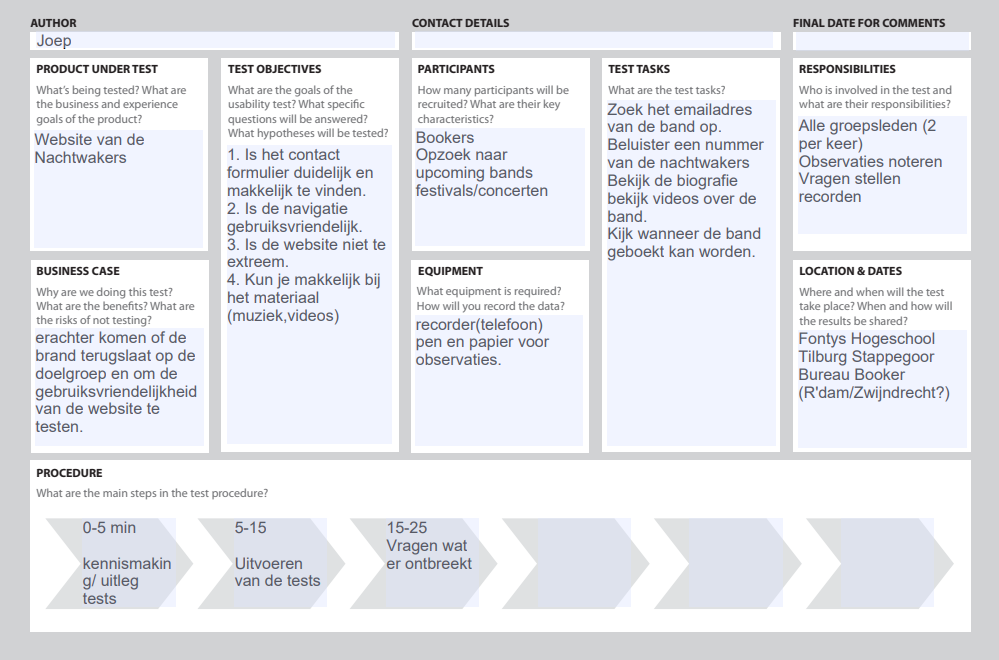 AUTHOR
Joep
CONTACT DETAILS
FINAL DATE FOR COMMENTS
PRODUCT UNDER TEST
What's being tested? What are
the business and experience
goals of the product?
Website van de
Nachtwakers
BUSINESS CASE
Why are we doing this test?
What are the benefits? What are
the risks of not testing?
erachter komen of de
brand terugslaat op de
doelgroep en om de
gebruiksvriendelijkheid
van de website te
testen.
TEST OBJECTIVES
What are the goals of the
usability test? What specific
questions will be answered?
What hypotheses will be tested?
1. Is het contact
formulier duidelijk en
makkelijk te vinden.
2. Is de navigatie
gebruiksvriendelijk.
3. Is de website niet te
extreem.
4. Kun je makkelijk bij
het materiaal
(muziek,videos)
PARTICIPANTS
How many participants will be
recruited? What are their key
characteristics?
Bookers
Opzoek naar
upcoming bands
festivals/concerten
EQUIPMENT
What equipment is required?
How will you record the data?
recorder(telefoon)
pen en papier voor
observaties.
TEST TASKS
What are the test tasks?
Zoek het emailadres
van de band op.
Beluister een nummer
van de nachtwakers
Bekijk de biografie
bekijk videos over de
band.
Kijk wanneer de band
geboekt kan worden.
RESPONSIBILITIES
Who is involved in the test and
what are their responsibilities?
Alle groepsleden (2
per keer)
Observaties noteren
Vragen stellen
recorden
LOCATION & DATES
Where and when will the test
take place? When and how will
the results be shared?
Fontys Hogeschool
Tilburg Stappegoor
Bureau Booker
(R'dam/Zwijndrecht?)
PROCEDURE
What are the main steps in the test procedure?
0-5 min
kennismakin
g/ uitleg
tests
5-15
Uitvoeren
van de tests
15-25
Vragen wat
er ontbreekt